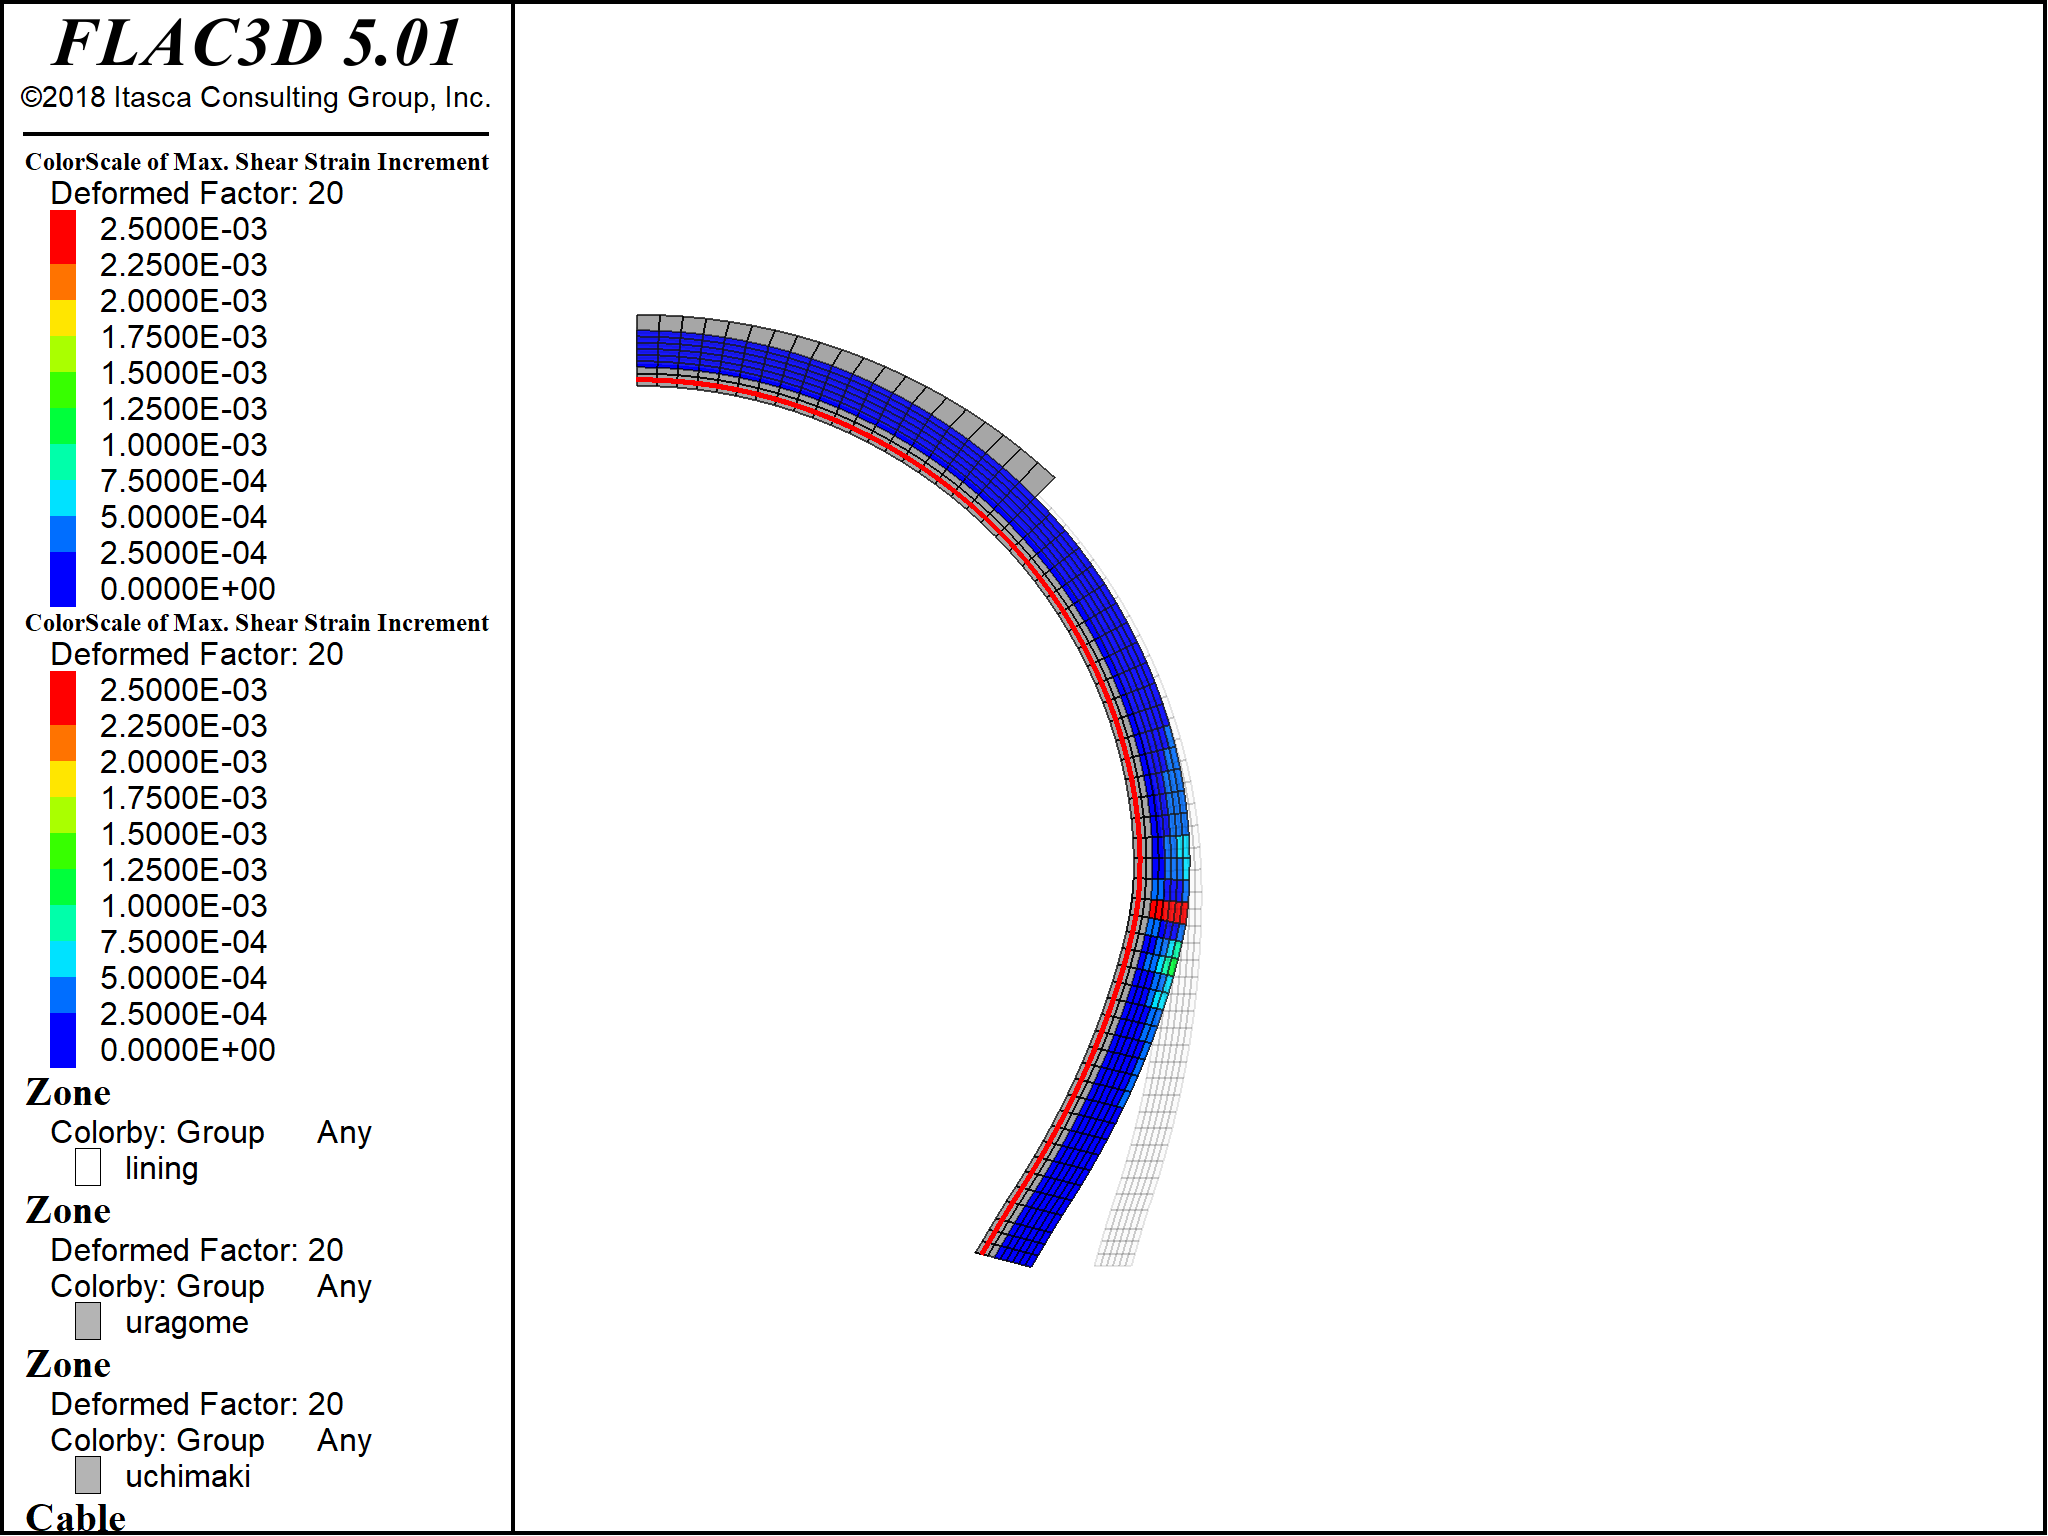 FLAC3D 5.01
©2018 Itasca Consulting Group, Inc.
ColorScale of Max. Shear Strain Increment
Deformed Factor: 20
2.5000E-03
2.2500E-03
2.0000E-03
1.7500E-03
1.5000E-03
1.2500E-03
1.0000E-03
7.5000E-04
5.0000E-04
2.5000E-04
0.0000E+00
ColorScale of Max. Shear Strain Increment
Deformed Factor: 20
2.5000E-03
2.2500E-03
2.0000E-03
1.7500E-03
1.5000E-03
1.2500E-03
1.0000E-03
7.5000E-04
5.0000E-04
2.5000E-04
0.0000E+00
Zone
Colorby: Group Any
lining
Zone
Deformed Factor: 20
Colorby: Group Any
uragome
Zone
Deformed Factor: 20
Colorby: Group Any
uchimaki
Cable